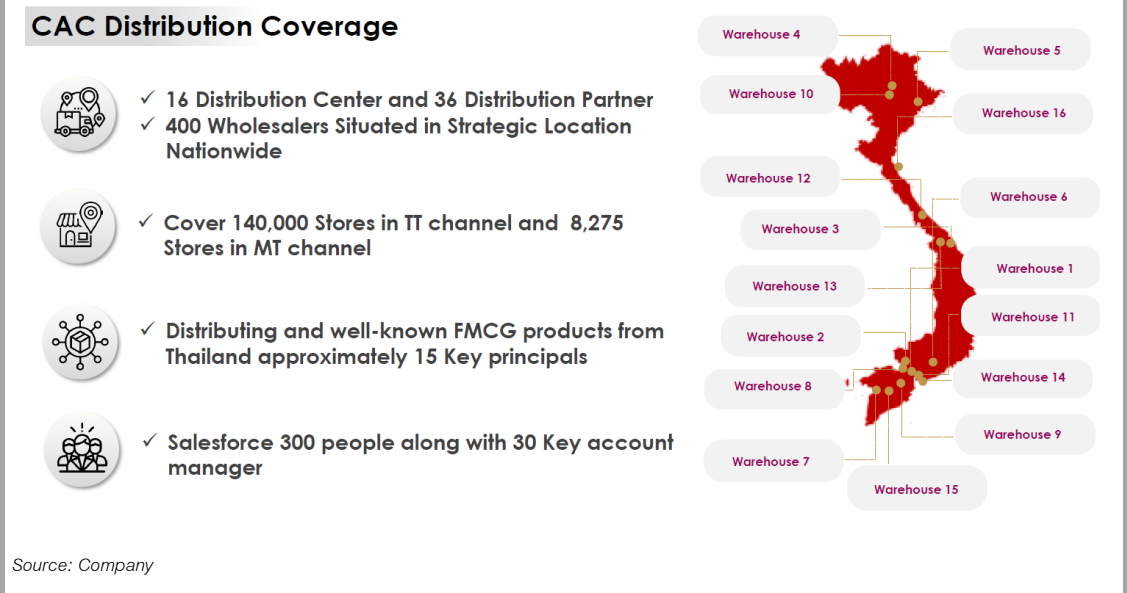 CAC Distribution Coverage
✓ 16 Distribution Center and 36 Distribution Partner
✓ 400 Wholesalers Situated in Strategic Location
Nationwide
✓ Cover 140,000 Stores in TT channel and 8,275
Stores in MT channel
✓ Distributing and well-known FMCG products from
Thailand approximately 15 Key principals
✓ Salesforce 300 people along with 30 Key account
manager
Warehouse 4
Warehouse 5
Warehouse 10
Warehouse 16
Warehouse 12
Warehouse 6
Warehouse 3
Warehouse 1
Warehouse 13
Warehouse 11
Warehouse 2
Warehouse 14
Warehouse 8
Warehouse 9
Warehouse 7
Warehouse 15
Source: Company